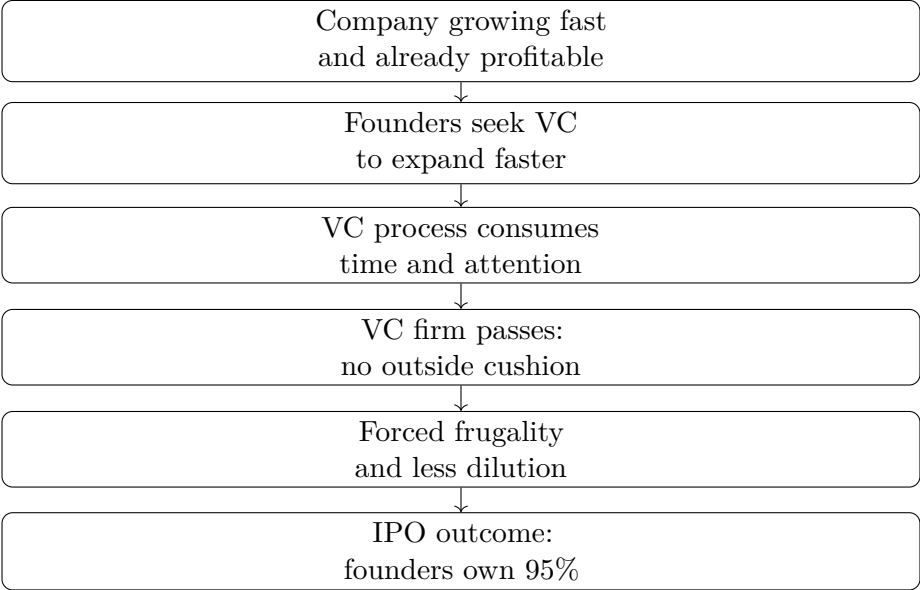 Company growing fast
and already profitable
Founders seek VC
to expand faster
VC process consumes
time and attention
VC firm passes:
no outside cushion
Forced frugality
and less dilution
IPO outcome:
founders own 95%